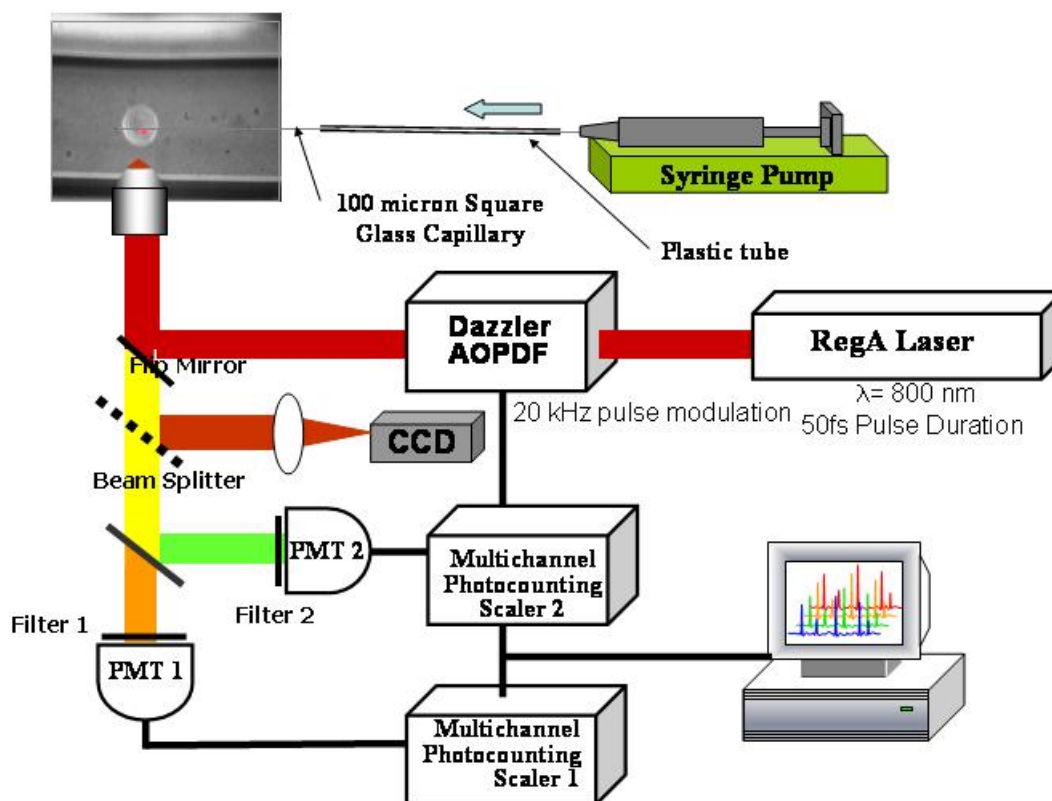 Syringe Pump
100 micron Square
Glass Capillary
Plastic tube
Dazzler
AOPDF
RegA Laser
λ= 800 nm
50fs Pulse Duration
20 kHz pulse modulation
Flip Mirror
CCD
Beam Splitter
PMT 2
Multichannel
Photocounting
Scaler 2
Filter 2
Filter 1
PMT 1
Multichannel
Photocounting
Scaler 1